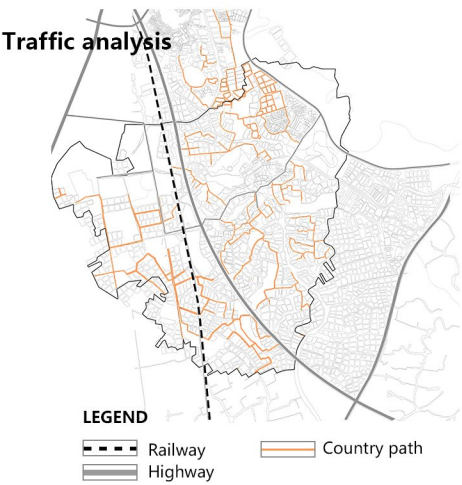 Traffic analysis
LEGEND
Railway
Country path
Highway